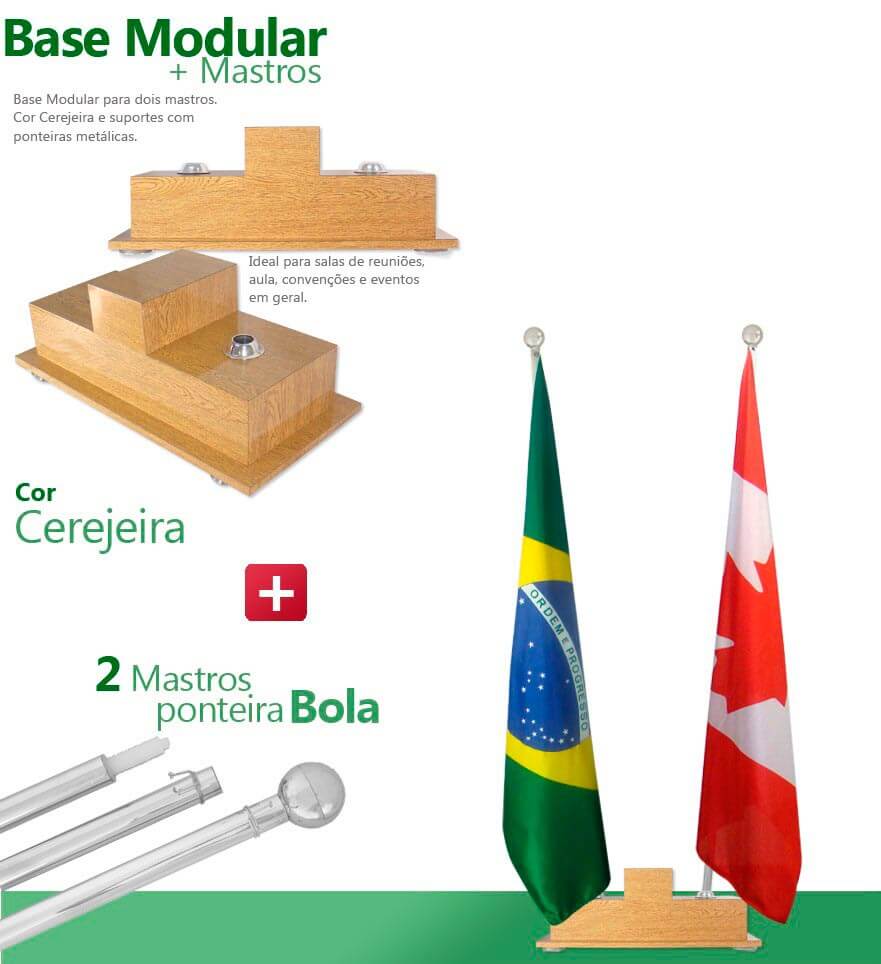 Base Modular
+ Mastros
Base Modular para dois mastros.
Cor Cerejeira e suportes com
ponteiras metálicas.
Ideal para salas de reuniões,
aula, convenções e eventos
em geral.
Cor
Cerejeira
+
2 Mastros
ponteira Bola
ORDEM E PROGRESSO